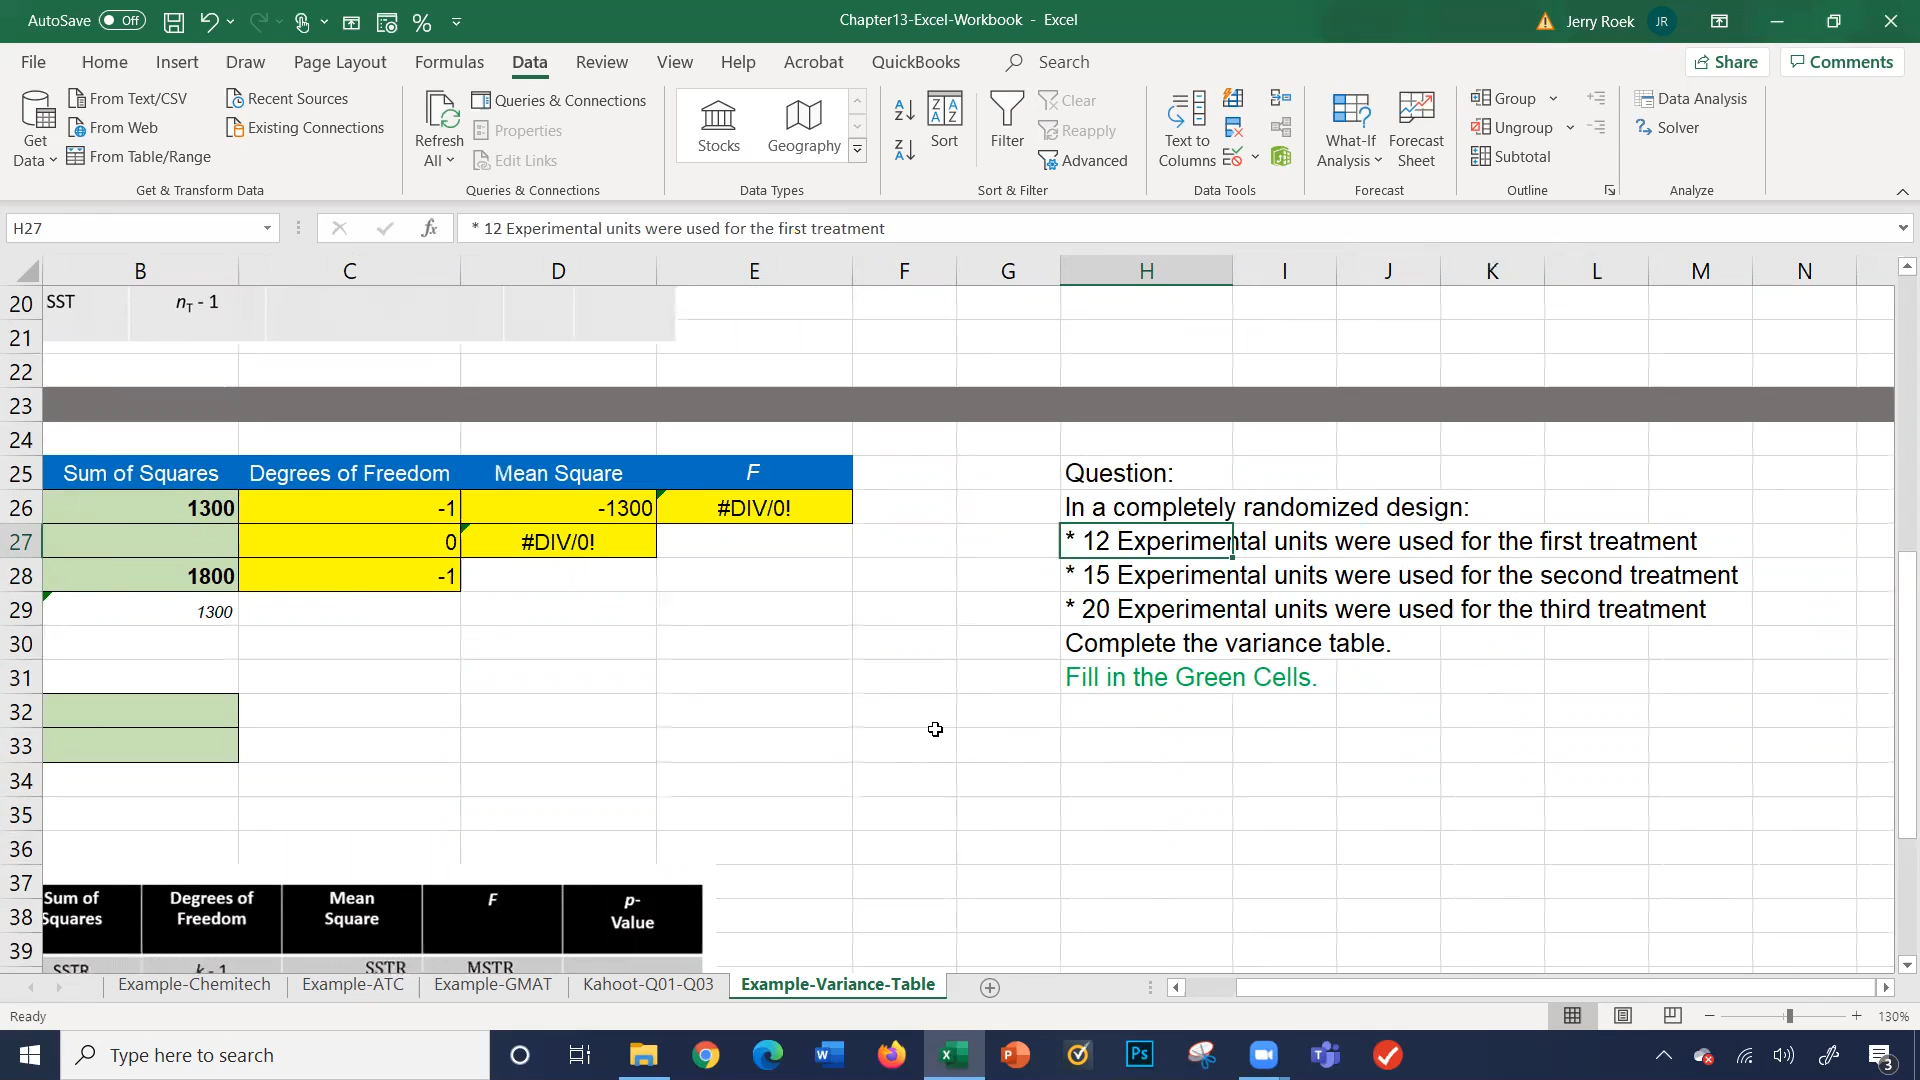 AutoSave Off
Chapter13-Excel-Workbook - Excel
Jerry Roek JR
File Home Insert Draw Page Layout Formulas Data Review View Help Acrobat QuickBooks Search Share Comments
Get Data
From Text/CSV
From Web
From Table/Range
Recent Sources
Existing Connections
Get & Transform Data
Refresh All
Queries & Connections
Properties
Edit Links
Queries & Connections
Stocks Geography
Data Types
Sort
Filter
Clear
Reapply
Advanced
Sort & Filter
Text to Columns
Data Tools
What-If Analysis
Forecast Sheet
Forecast
Group
Ungroup
Subtotal
Outline
Data Analysis
Solver
Analyze
H27
fx
* 12 Experimental units were used for the first treatment
B C D E F G H I J K L M N
20 SST nT - 1
21
22
23
24
25 Sum of Squares Degrees of Freedom Mean Square F Question:
26 1300 -1 -1300 #DIV/0! In a completely randomized design:
27 0 #DIV/0! * 12 Experimental units were used for the first treatment
28 1800 -1 * 15 Experimental units were used for the second treatment
29 1300 * 20 Experimental units were used for the third treatment
30 Complete the variance table.
31 Fill in the Green Cells.
32
33
34
35
36
37
38
39
Sum of Squares Degrees of Freedom Mean Square F p-Value
SSTR k - 1 SSTR MSTR
Example-Chemitech Example-ATC Example-GMAT Kahoot-Q01-Q03 Example-Variance-Table
Ready
130%
Type here to search
3